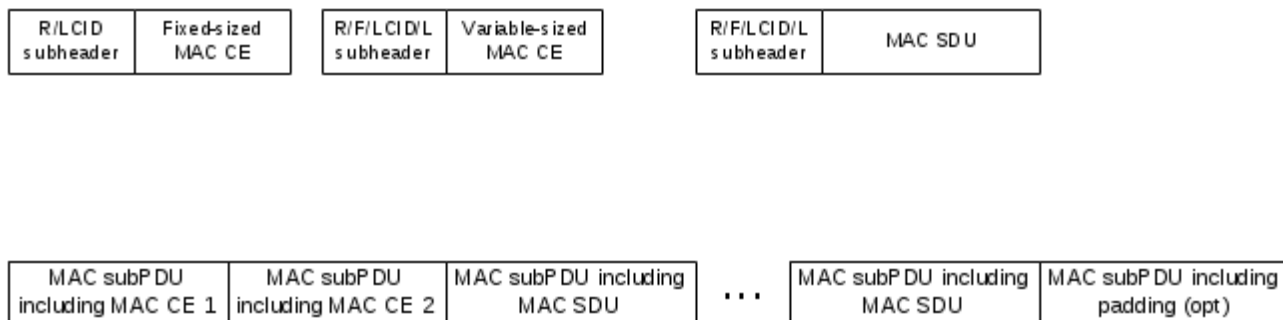 R/LCID
subheader
Fixed-sized
MAC CE
R/F/LCID/L
subheader
Variable-sized
MAC CE
R/F/LCID/L
subheader
MAC SDU
MAC subPDU
including MAC CE 1
MAC subPDU
including MAC CE 2
MAC subPDU including
MAC SDU
...
MAC subPDU including
MAC SDU
MAC subPDU including
padding (opt)